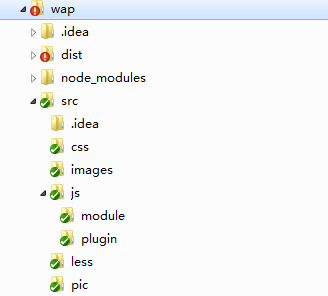 wap
.idea
dist
node_modules
src
.idea
css
images
js
module
plugin
less
pic